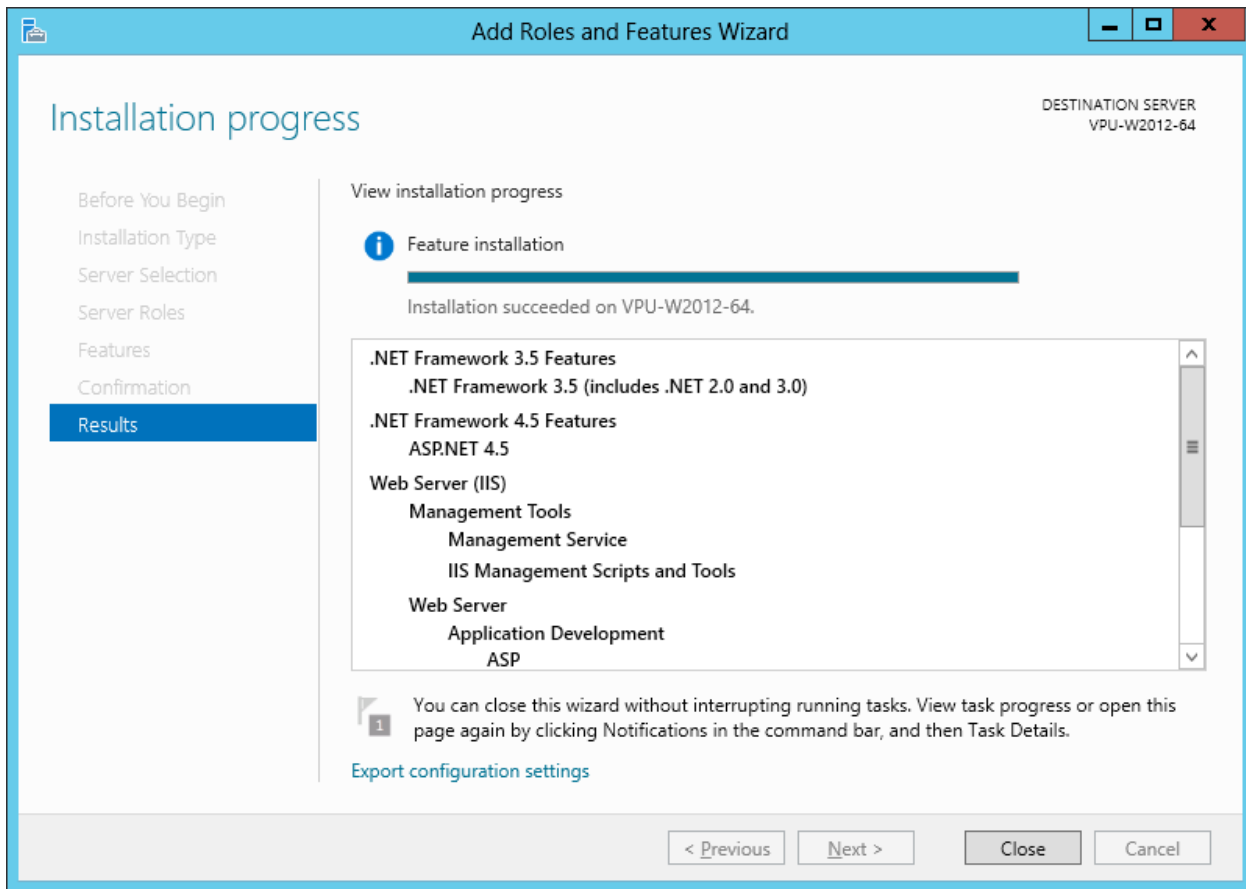 Add Roles and Features Wizard
Installation progress
DESTINATION SERVER
VPU-W2012-64
Before You Begin
Installation Type
Server Selection
Server Roles
Features
Confirmation
Results
View installation progress
Feature installation
Installation succeeded on VPU-W2012-64.
.NET Framework 3.5 Features
.NET Framework 3.5 (includes .NET 2.0 and 3.0)
.NET Framework 4.5 Features
ASP.NET 4.5
Web Server (IIS)
Management Tools
Management Service
IIS Management Scripts and Tools
Web Server
Application Development
ASP
1
You can close this wizard without interrupting running tasks. View task progress or open this
page again by clicking Notifications in the command bar, and then Task Details.
Export configuration settings
< Previous
Next >
Close
Cancel